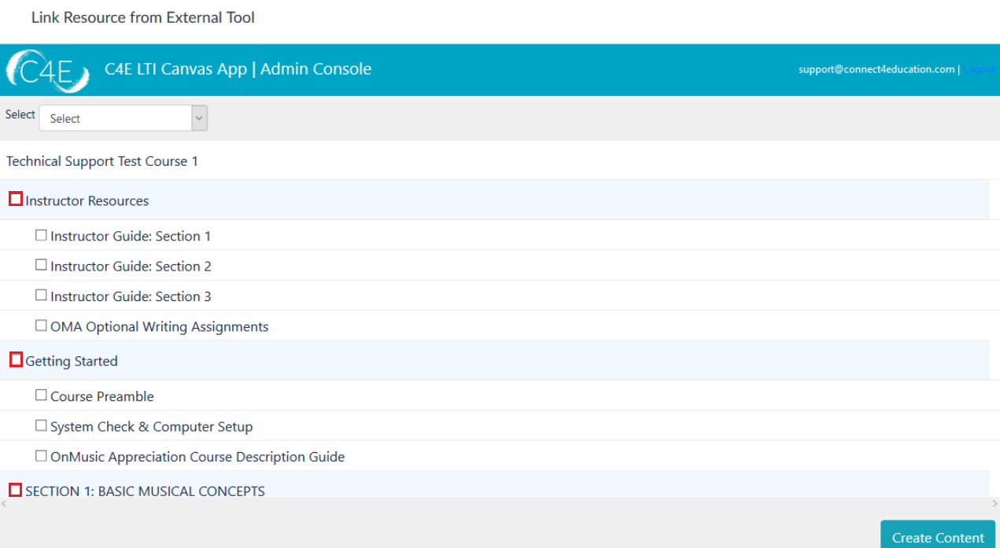 Link Resource from External Tool
C4E C4E LTI Canvas App | Admin Console support@connect4education.com | Logout
Select Select
Technical Support Test Course 1
Instructor Resources
Instructor Guide: Section 1
Instructor Guide: Section 2
Instructor Guide: Section 3
OMA Optional Writing Assignments
Getting Started
Course Preamble
System Check & Computer Setup
OnMusic Appreciation Course Description Guide
SECTION 1: BASIC MUSICAL CONCEPTS
Create Content